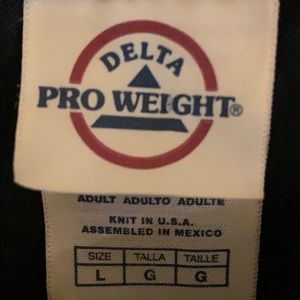 DELTA
PRO WEIGHT®
ADULT ADULTO ADULTE
KNIT IN U.S.A.
ASSEMBLED IN MEXICO
SIZE TALLA TAILLE
L G G